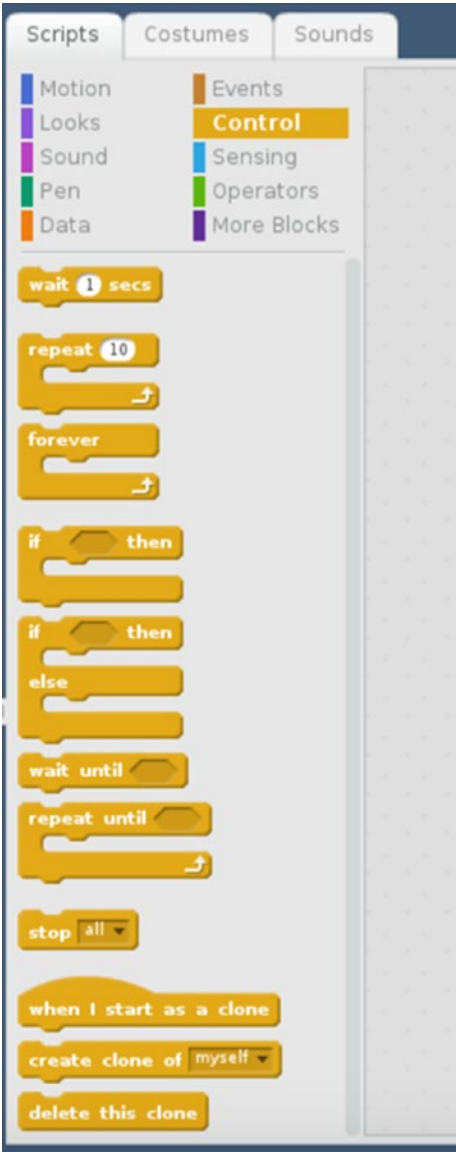 Scripts Costumes Sounds
Motion Events
Looks Control
Sound Sensing
Pen Operators
Data More Blocks
wait 1 secs
repeat 10
forever
if then
if then
else
wait until
repeat until
stop all
when I start as a clone
create clone of myself
delete this clone